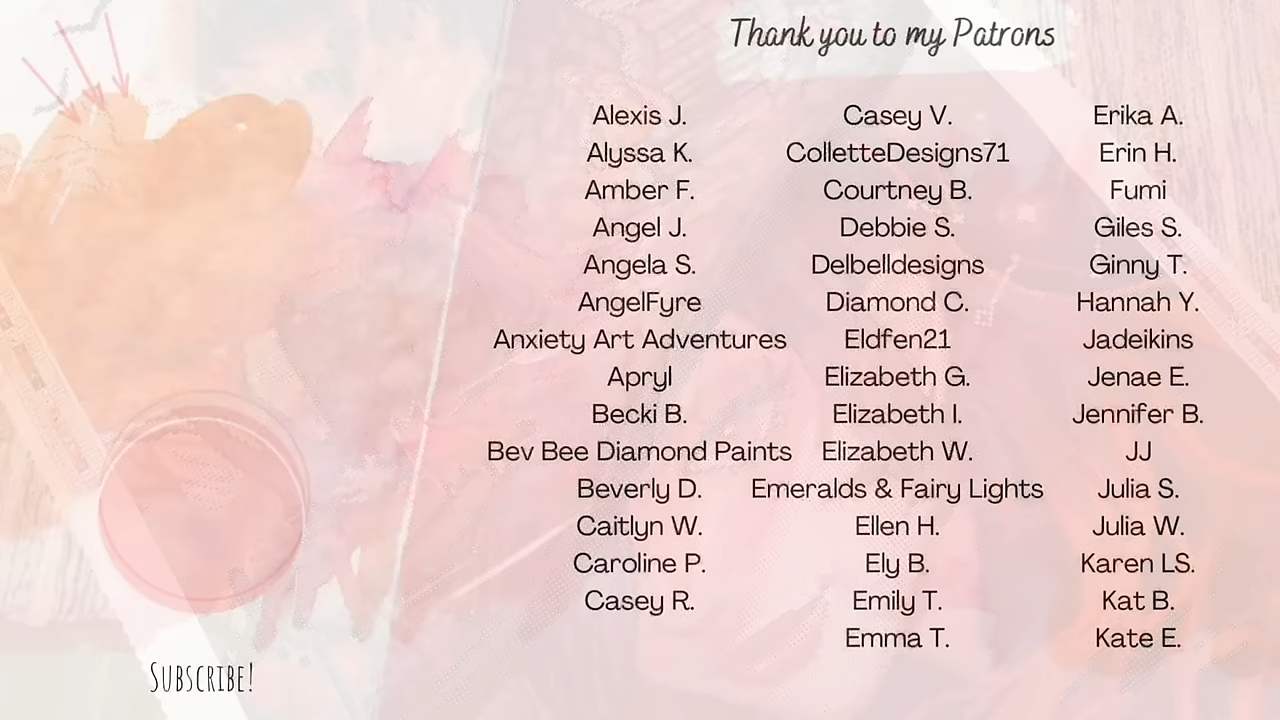 Thank you to my Patrons
Alexis J.
Alyssa K.
Amber F.
Angel J.
Angela S.
AngelFyre
Anxiety Art Adventures
Apryl
Becki B.
Bev Bee Diamond Paints
Beverly D.
Caitlyn W.
Caroline P.
Casey R.
Casey V.
ColletteDesigns71
Courtney B.
Debbie S.
Delbelldesigns
Diamond C.
Eldfen21
Elizabeth G.
Elizabeth I.
Elizabeth W.
Emeralds & Fairy Lights
Ellen H.
Ely B.
Emily T.
Emma T.
Erika A.
Erin H.
Fumi
Giles S.
Ginny T.
Hannah Y.
Jadeikins
Jenae E.
Jennifer B.
JJ
Julia S.
Julia W.
Karen LS.
Kat B.
Kate E.
Subscribe!